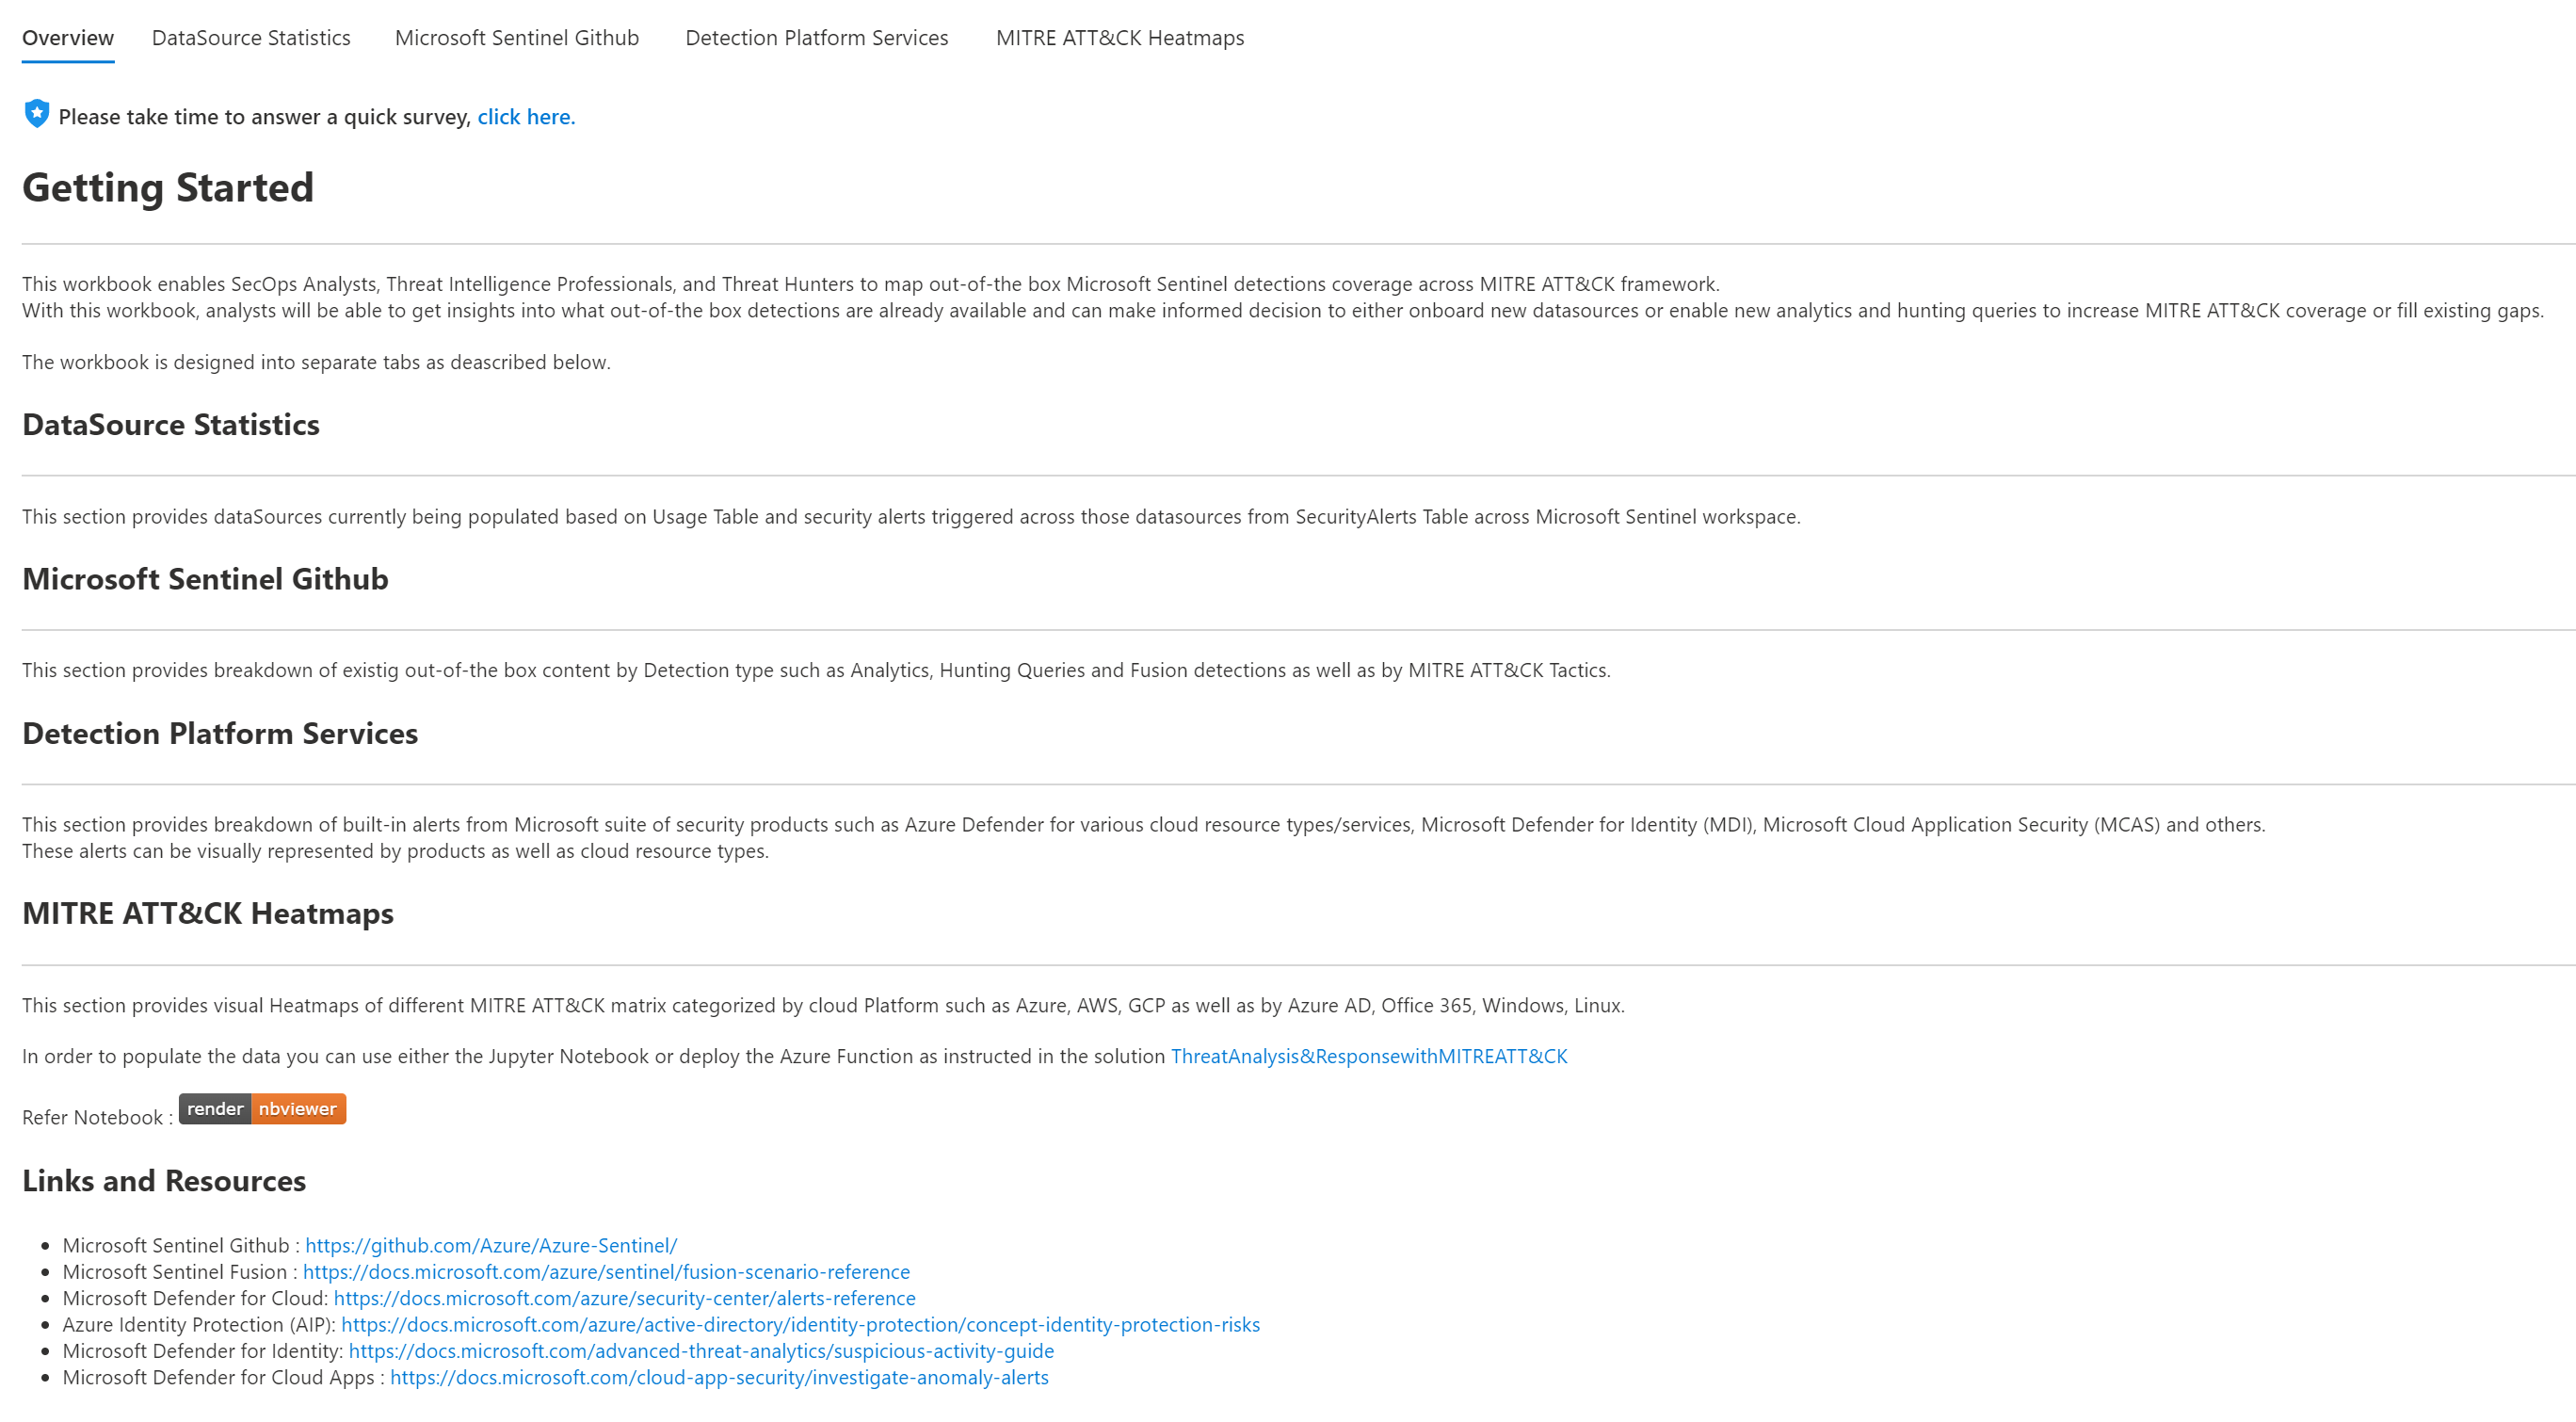 Overview DataSource Statistics Microsoft Sentinel Github Detection Platform Services MITRE ATT&CK Heatmaps
Please take time to answer a quick survey, click here.
Getting Started
This workbook enables SecOps Analysts, Threat Intelligence Professionals, and Threat Hunters to map out-of-the box Microsoft Sentinel detections coverage across MITRE ATT&CK framework.
With this workbook, analysts will be able to get insights into what out-of-the box detections are already available and can make informed decision to either onboard new datasources or enable new analytics and hunting queries to increase MITRE ATT&CK coverage or fill existing gaps.
The workbook is designed into separate tabs as deascribed below.
DataSource Statistics
This section provides dataSources currently being populated based on Usage Table and security alerts triggered across those datasources from SecurityAlerts Table across Microsoft Sentinel workspace.
Microsoft Sentinel Github
This section provides breakdown of existig out-of-the box content by Detection type such as Analytics, Hunting Queries and Fusion detections as well as by MITRE ATT&CK Tactics.
Detection Platform Services
This section provides breakdown of built-in alerts from Microsoft suite of security products such as Azure Defender for various cloud resource types/services, Microsoft Defender for Identity (MDI), Microsoft Cloud Application Security (MCAS) and others.
These alerts can be visually represented by products as well as cloud resource types.
MITRE ATT&CK Heatmaps
This section provides visual Heatmaps of different MITRE ATT&CK matrix categorized by cloud Platform such as Azure, AWS, GCP as well as by Azure AD, Office 365, Windows, Linux.
In order to populate the data you can use either the Jupyter Notebook or deploy the Azure Function as instructed in the solution ThreatAnalysis&ResponsewithMITREATT&CK
Refer Notebook : render nbviewer
Links and Resources
• Microsoft Sentinel Github : https://github.com/Azure/Azure-Sentinel/
• Microsoft Sentinel Fusion : https://docs.microsoft.com/azure/sentinel/fusion-scenario-reference
• Microsoft Defender for Cloud: https://docs.microsoft.com/azure/security-center/alerts-reference
• Azure Identity Protection (AIP): https://docs.microsoft.com/azure/active-directory/identity-protection/concept-identity-protection-risks
• Microsoft Defender for Identity: https://docs.microsoft.com/advanced-threat-analytics/suspicious-activity-guide
• Microsoft Defender for Cloud Apps : https://docs.microsoft.com/cloud-app-security/investigate-anomaly-alerts